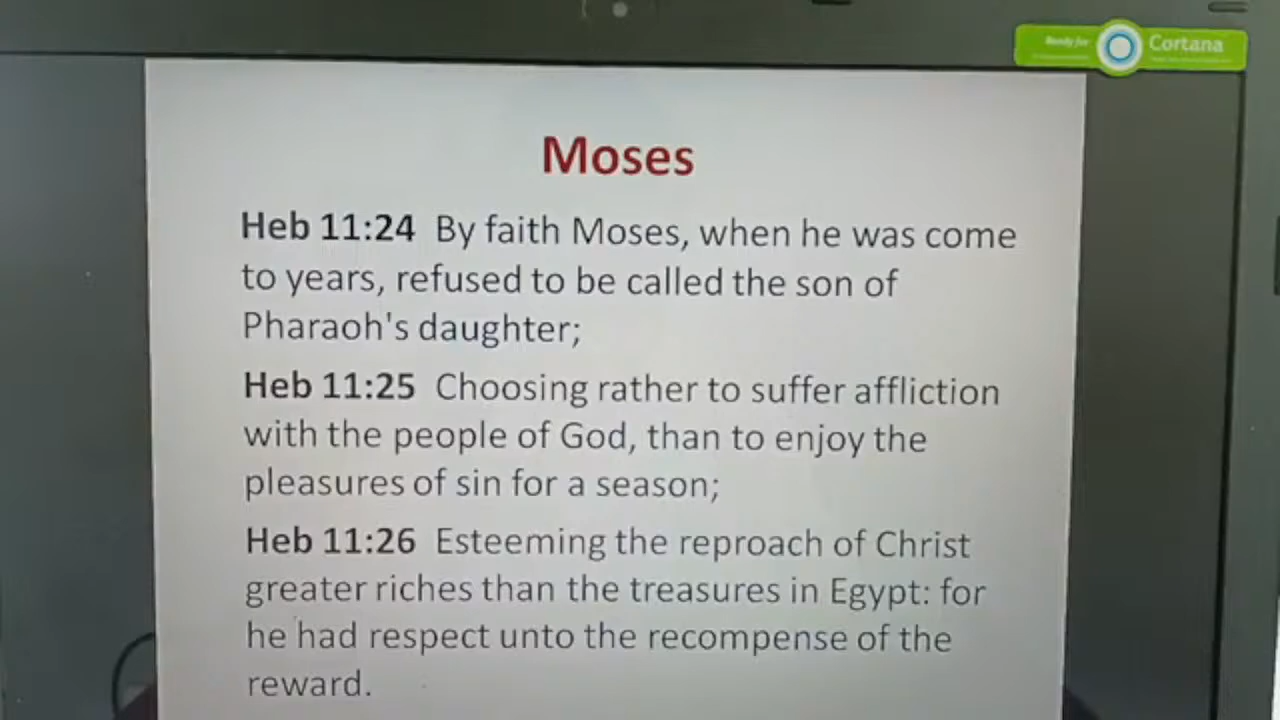 Ready for
Cortana
Moses
Heb 11:24 By faith Moses, when he was come
to years, refused to be called the son of
Pharaoh's daughter;
Heb 11:25 Choosing rather to suffer affliction
with the people of God, than to enjoy the
pleasures of sin for a season;
Heb 11:26 Esteeming the reproach of Christ
greater riches than the treasures in Egypt: for
he had respect unto the recompense of the
reward.